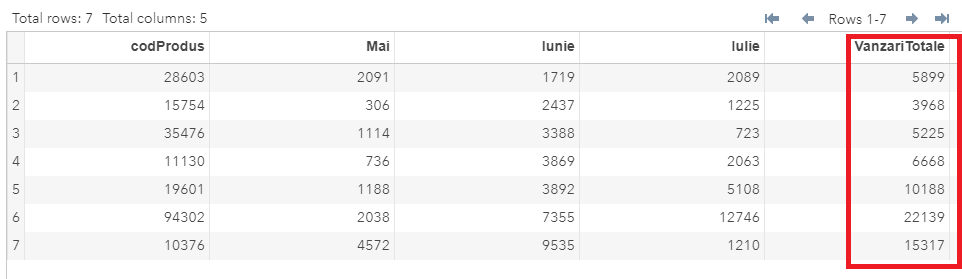 Total rows: 7 Total columns: 5 Rows 1-7
codProdus Mai Iunie Iulie VanzariTotale
1 28603 2091 1719 2089 5899
2 15754 306 2437 1225 3968
3 35476 1114 3388 723 5225
4 11130 736 3869 2063 6668
5 19601 1188 3892 5108 10188
6 94302 2038 7355 12746 22139
7 10376 4572 9535 1210 15317